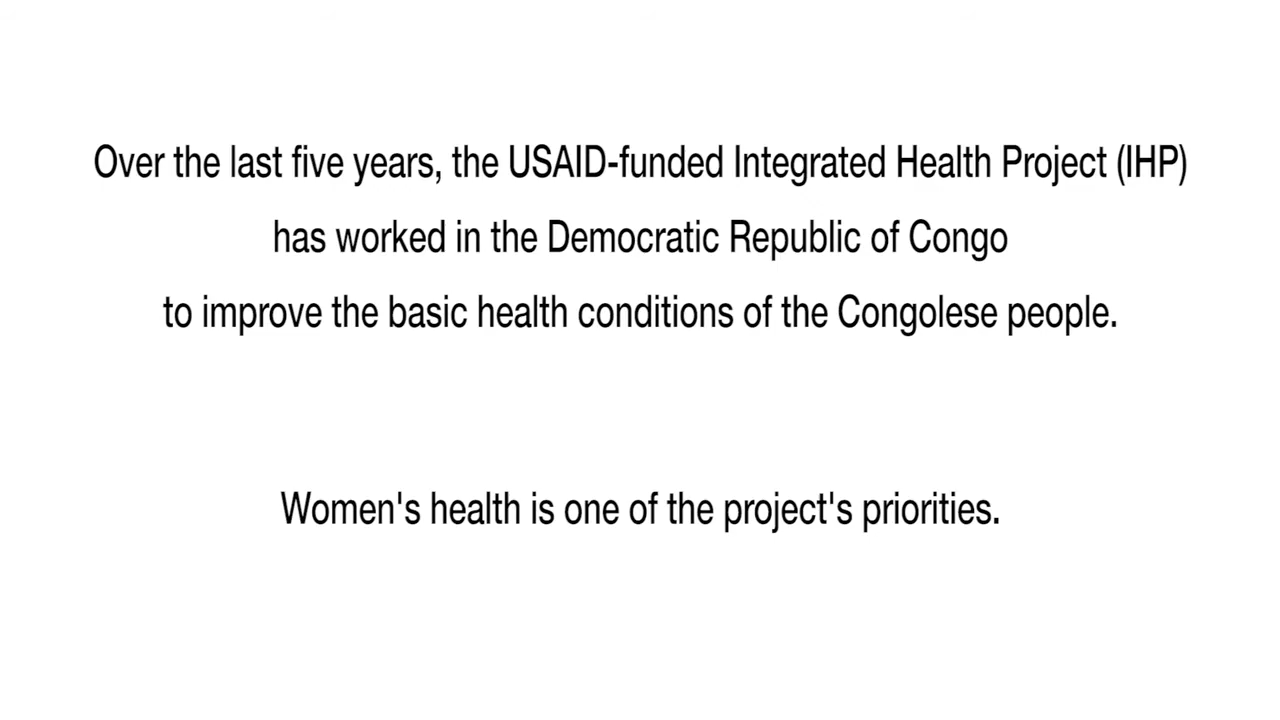 Over the last five years, the USAID-funded Integrated Health Project (IHP)
has worked in the Democratic Republic of Congo
to improve the basic health conditions of the Congolese people.
Women's health is one of the project's priorities.